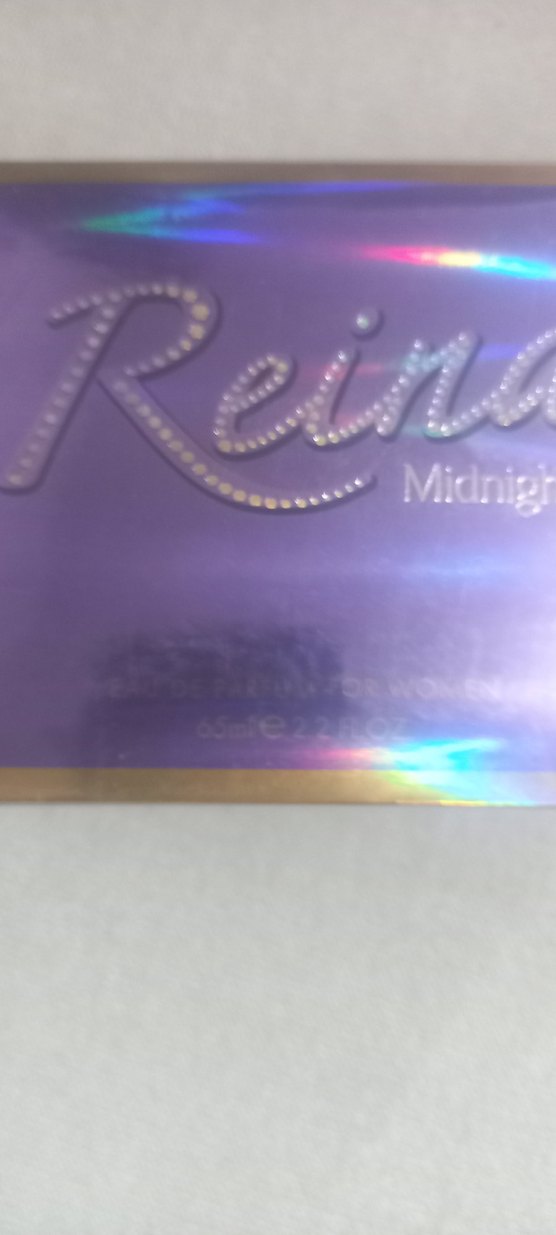 Reina
Midnigh
EAU DE PARFUM FOR WOMEN
65ml e 2.2 FL.OZ